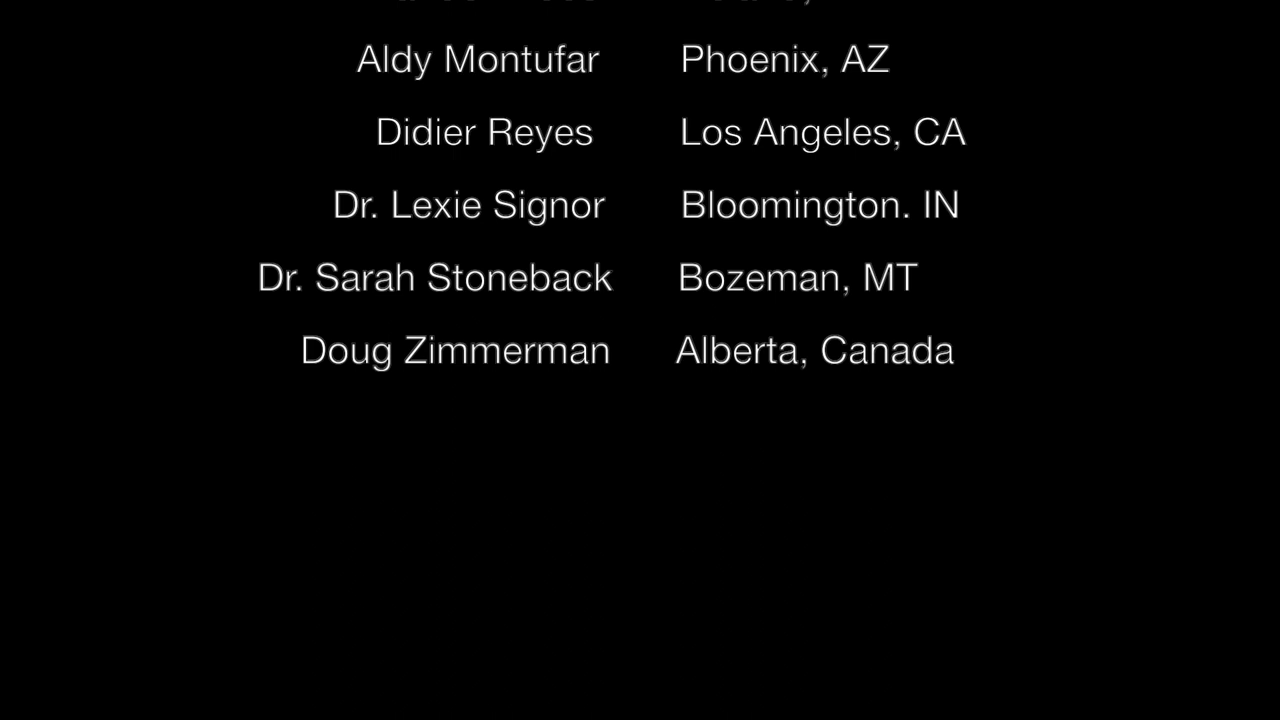 Aldy Montufar Phoenix, AZ
Didier Reyes Los Angeles, CA
Dr. Lexie Signor Bloomington. IN
Dr. Sarah Stoneback Bozeman, MT
Doug Zimmerman Alberta, Canada